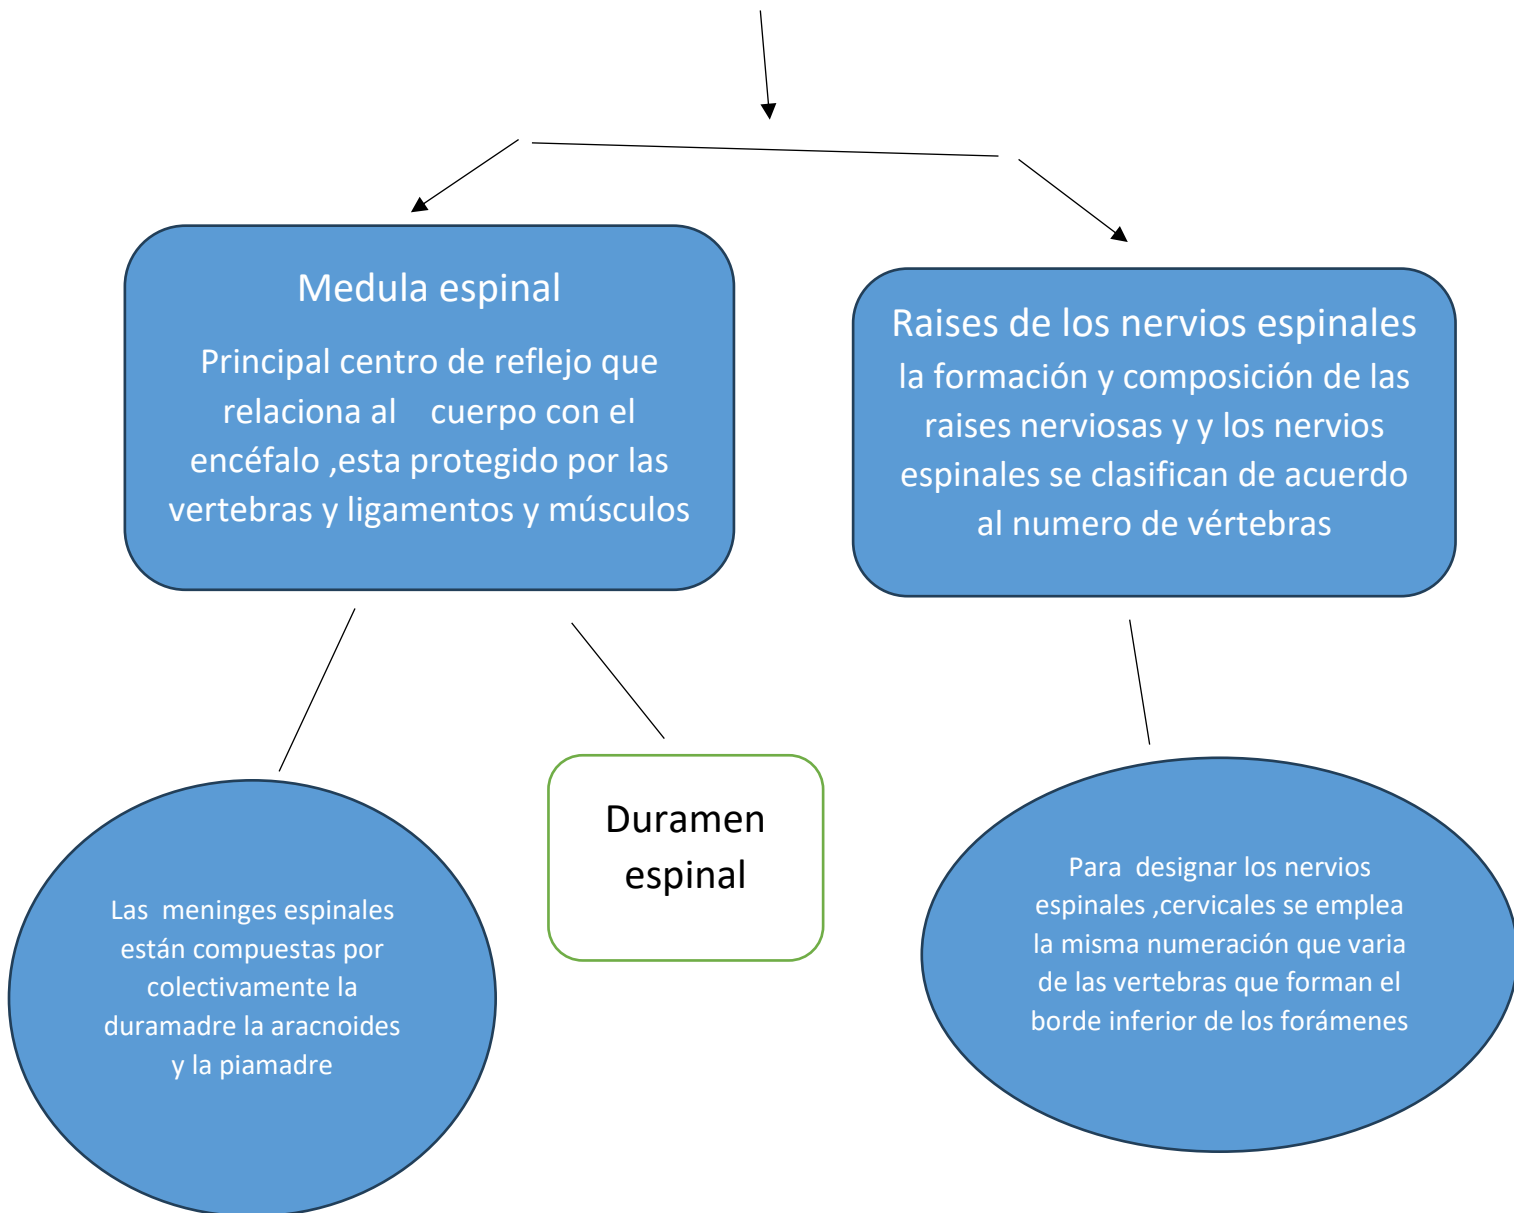 Medula espinal
Principal centro de reflejo que
relaciona al cuerpo con el
encéfalo ,esta protegido por las
vertebras y ligamentos y músculos
Raises de los nervios espinales
la formación y composición de las
raises nerviosas y y los nervios
espinales se clasifican de acuerdo
al numero de vértebras
Las meninges espinales
están compuestas por
colectivamente la
duramadre la aracnoides
y la piamadre
Duramen
espinal
Para designar los nervios
espinales ,cervicales se emplea
la misma numeración que varia
de las vertebras que forman el
borde inferior de los forámenes